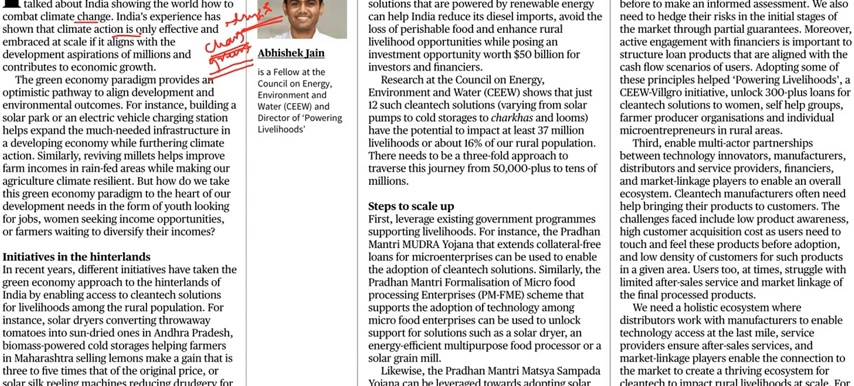 talked about India showing the world how to
combat climate change. India's experience has
shown that climate action is only effective and
embraced at scale if it aligns with the
development aspirations of millions and
contributes to economic growth.
The green economy paradigm provides an
optimistic pathway to align development and
environmental outcomes. For instance, building a
solar park or an electric vehicle charging station
helps expand the much-needed infrastructure in
a developing economy while furthering climate
action. Similarly, reviving millets helps improve
farm incomes in rain-fed areas while making our
agriculture climate resilient. But how do we take
this green economy paradigm to the heart of our
development needs in the form of youth looking
for jobs, women seeking income opportunities,
or farmers waiting to diversify their incomes?
Initiatives in the hinterlands
In recent years, different initiatives have taken the
green economy approach to the hinterlands of
India by enabling access to cleantech solutions
for livelihoods among the rural population. For
instance, solar dryers converting throwaway
tomatoes into sun-dried ones in Andhra Pradesh,
biomass-powered cold storages helping farmers
in Maharashtra selling lemons make a gain that is
three to five times that of the original price, or
solar silk reeling machines reducing drudgery for
Abhishek Jain
is a Fellow at the
Council on Energy,
Environment and
Water (CEEW) and
Director of 'Powering
Livelihoods'
solutions that are powered by renewable energy
can help India reduce its diesel imports, avoid the
loss of perishable food and enhance rural
livelihood opportunities while posing an
investment opportunity worth $50 billion for
investors and financiers.
Research at the Council on Energy,
Environment and Water (CEEW) shows that just
12 such cleantech solutions (varying from solar
pumps to cold storages to charkhas and looms)
have the potential to impact at least 37 million
livelihoods or about 16% of our rural population.
There needs to be a three-fold approach to
traverse this journey from 50,000-plus to tens of
millions.
Steps to scale up
First, leverage existing government programmes
supporting livelihoods. For instance, the Pradhan
Mantri MUDRA Yojana that extends collateral-free
loans for microenterprises can be used to enable
the adoption of cleantech solutions. Similarly, the
Pradhan Mantri Formalisation of Micro food
processing Enterprises (PM-FME) scheme that
supports the adoption of technology among
micro food enterprises can be used to unlock
support for solutions such as a solar dryer, an
energy-efficient multipurpose food processor or a
solar grain mill.
Likewise, the Pradhan Mantri Matsya Sampada
Yojana can be leveraged towards adopting solar
before to make an informed assessment. We also
need to hedge their risks in the initial stages of
the market through partial guarantees. Moreover,
active engagement with financiers is important to
structure loan products that are aligned with the
cash flow scenarios of users. Adopting some of
these principles helped 'Powering Livelihoods', a
CEEW-Villgro initiative, unlock 300-plus loans for
cleantech solutions to women, self help groups,
farmer producer organisations and individual
microentrepreneurs in rural areas.
Third, enable multi-actor partnerships
between technology innovators, manufacturers,
distributors and service providers, financiers,
and market-linkage players to enable an overall
ecosystem. Cleantech manufacturers often need
help bringing their products to customers. The
challenges faced include low product awareness,
high customer acquisition cost as users need to
touch and feel these products before adoption,
and low density of customers for such products
in a given area. Users too, at times, struggle with
limited after-sales service and market linkage of
the final processed products.
We need a holistic ecosystem where
distributors work with manufacturers to enable
technology access at the last mile, service
providers ensure after-sales services, and
market-linkage players enable the connection to
the market to create a thriving ecosystem for
cleantech to impact rural livelihoods at scale. For